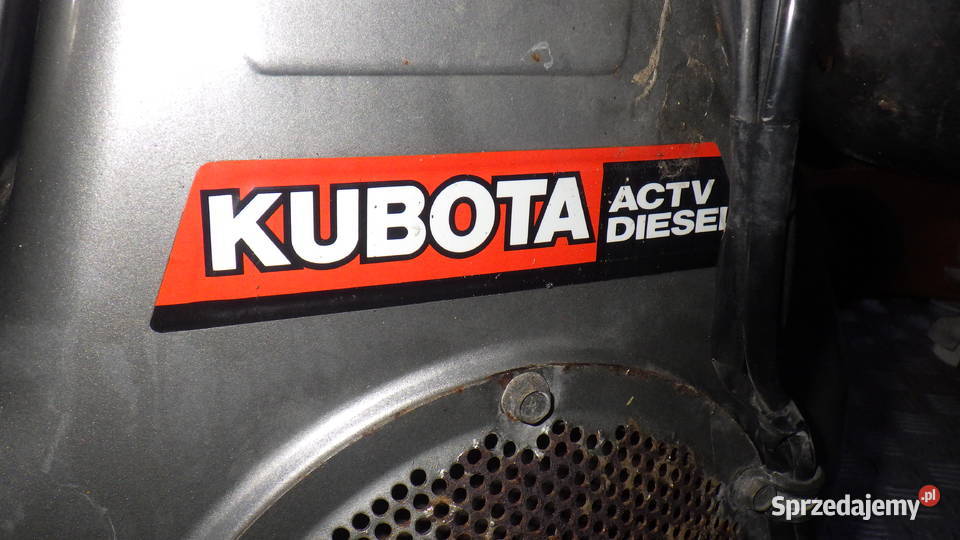 KUBOTA
ACTV
DIESEL
Sprzedajemy.pl